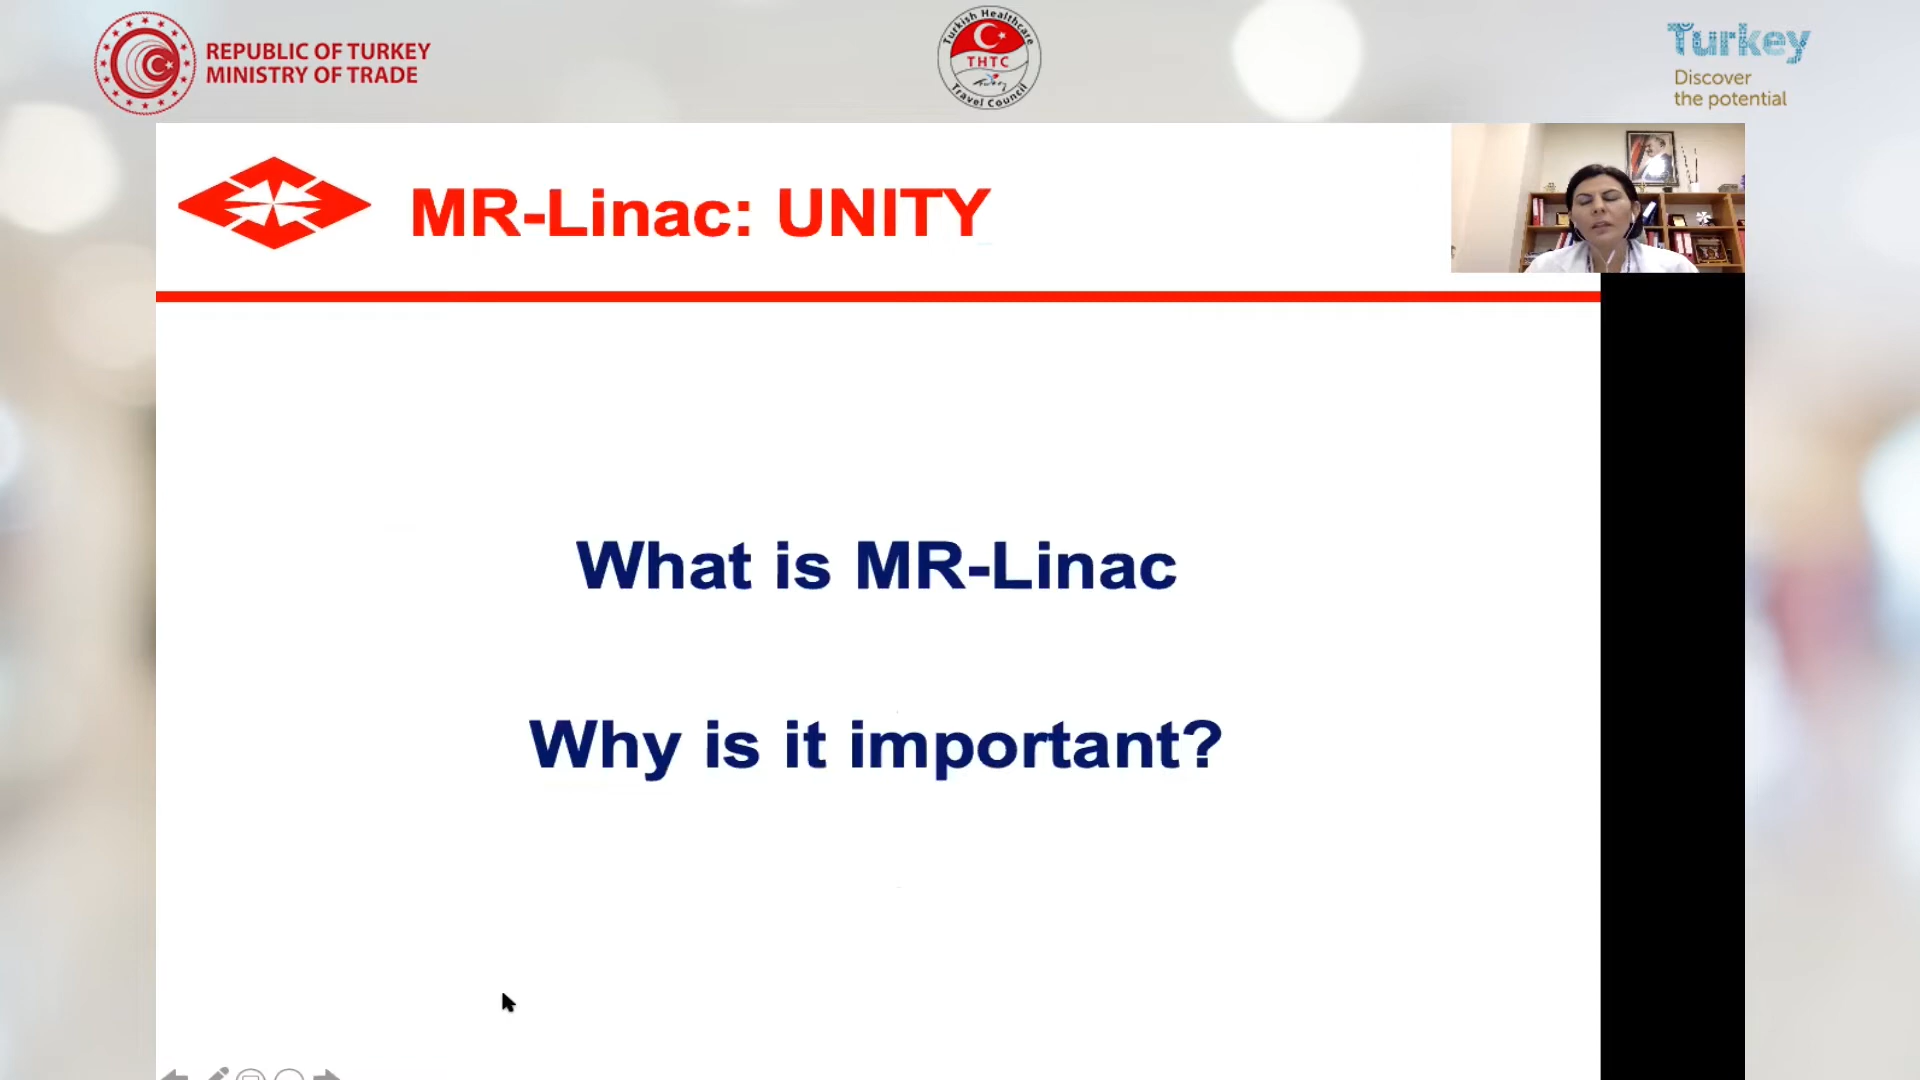 REPUBLIC OF TURKEY
MINISTRY OF TRADE
Turkish Healthcare
THTC
Travel Council
Turkey
Discover
the potential
MR-Linac: UNITY
What is MR-Linac
Why is it important?